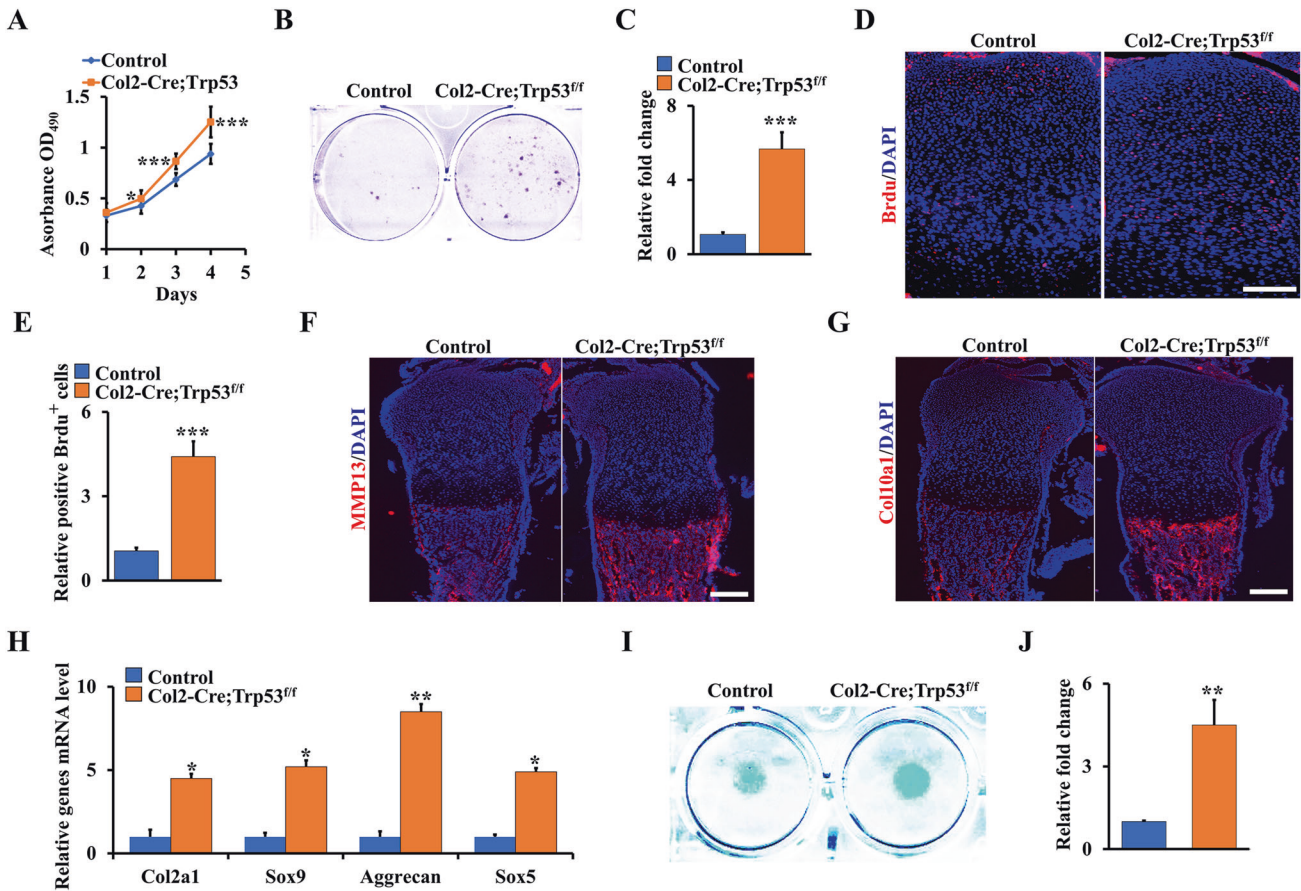 A
Control
Col2-Cre;Trp53
Asorbance OD490
1.5
1
0.5
0
1 2 3 4 5
Days
***
*
***
B
Control Col2-Cre;Trp53f/f
C
Control
Col2-Cre;Trp53f/f
Relative fold change
9
6
3
0
***
D
Control Col2-Cre;Trp53f/f
Brdu/DAPI
E
Control
Col2-Cre;Trp53f/f
Relative positive Brdu+ cells
6
3
0
***
F
Control Col2-Cre;Trp53f/f
MMP13/DAPI
G
Control Col2-Cre;Trp53f/f
Col10a1/DAPI
H
Control
Col2-Cre;Trp53f/f
Relative genes mRNA level
10
5
0
* * ** *
Col2a1 Sox9 Aggrecan Sox5
I
Control Col2-Cre;Trp53f/f
J
Relative fold change
6
3
0
**